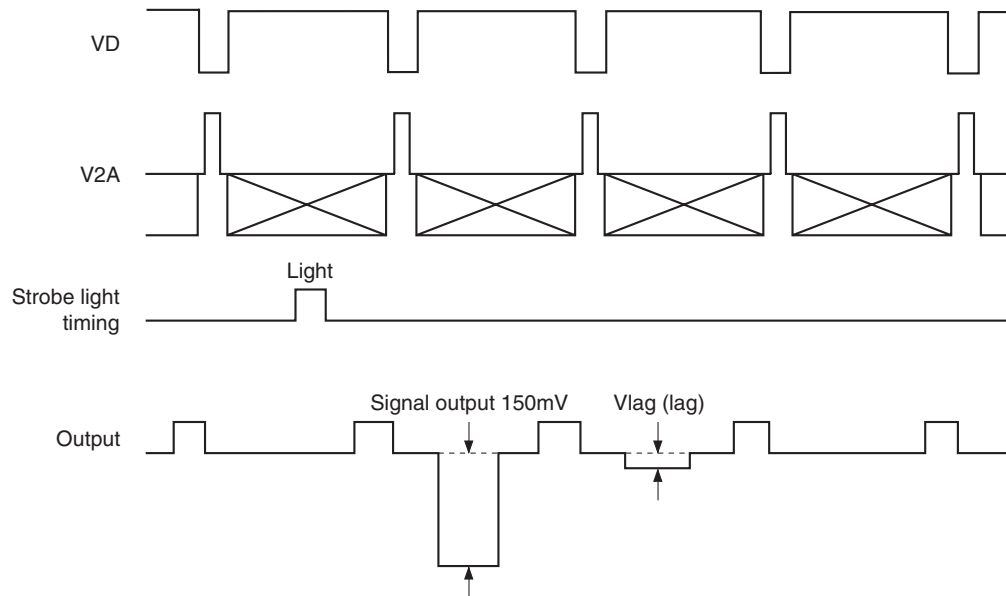 VD
V2A
Light
Strobe light
timing
Signal output 150mV
Vlag (lag)
Output